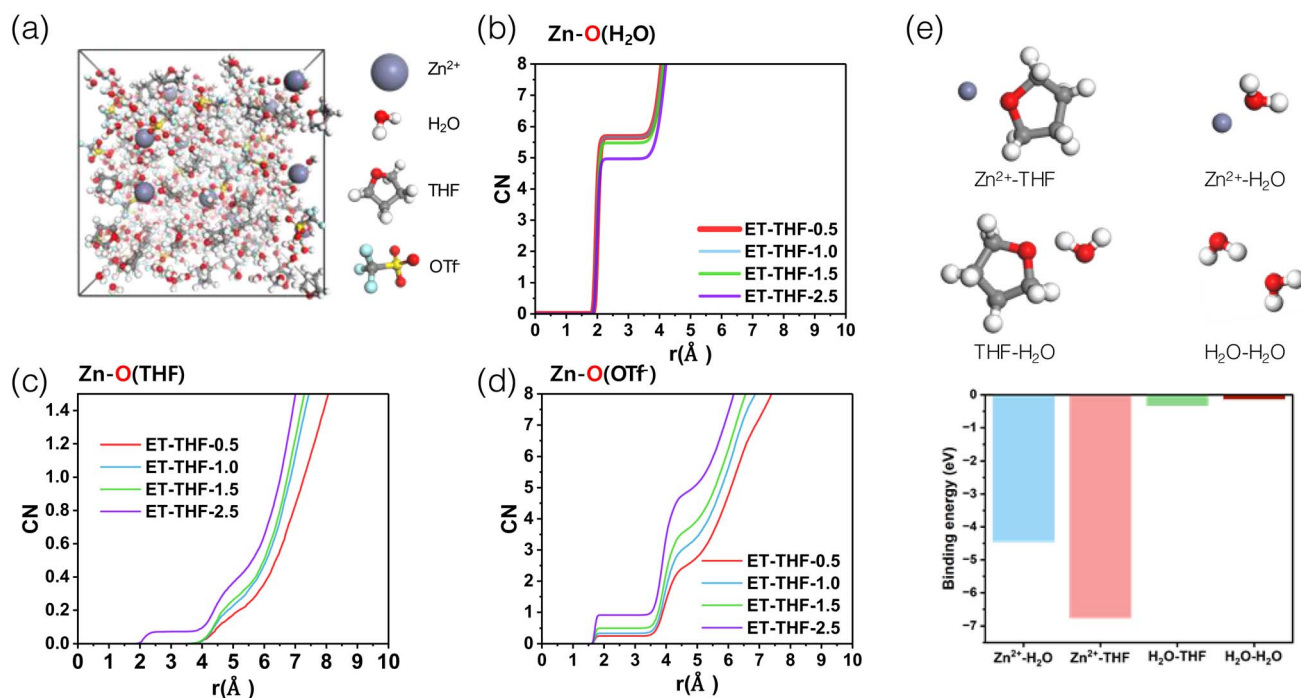 (a)
Zn2+
H2O
THF
OTf-
(b)
Zn-O(H2O)
CN
8
7
6
5
4
3
2
1
0
ET-THF-0.5
ET-THF-1.0
ET-THF-1.5
ET-THF-2.5
0 1 2 3 4 5 6 7 8 9 10
r(Å)
(c)
Zn-O(THF)
CN
1.4
1.2
1.0
0.8
0.6
0.4
0.2
0.0
ET-THF-0.5
ET-THF-1.0
ET-THF-1.5
ET-THF-2.5
0 1 2 3 4 5 6 7 8 9 10
r(Å)
(d)
Zn-O(OTf-)
CN
8
7
6
5
4
3
2
1
0
ET-THF-0.5
ET-THF-1.0
ET-THF-1.5
ET-THF-2.5
0 1 2 3 4 5 6 7 8 9 10
r(Å)
(e)
Zn2+-THF
Zn2+-H2O
THF-H2O
H2O-H2O
Binding energy (eV)
0
−1
−2
−3
−4
−5
−6
−7
Zn2+-H2O Zn2+-THF H2O-THF H2O-H2O